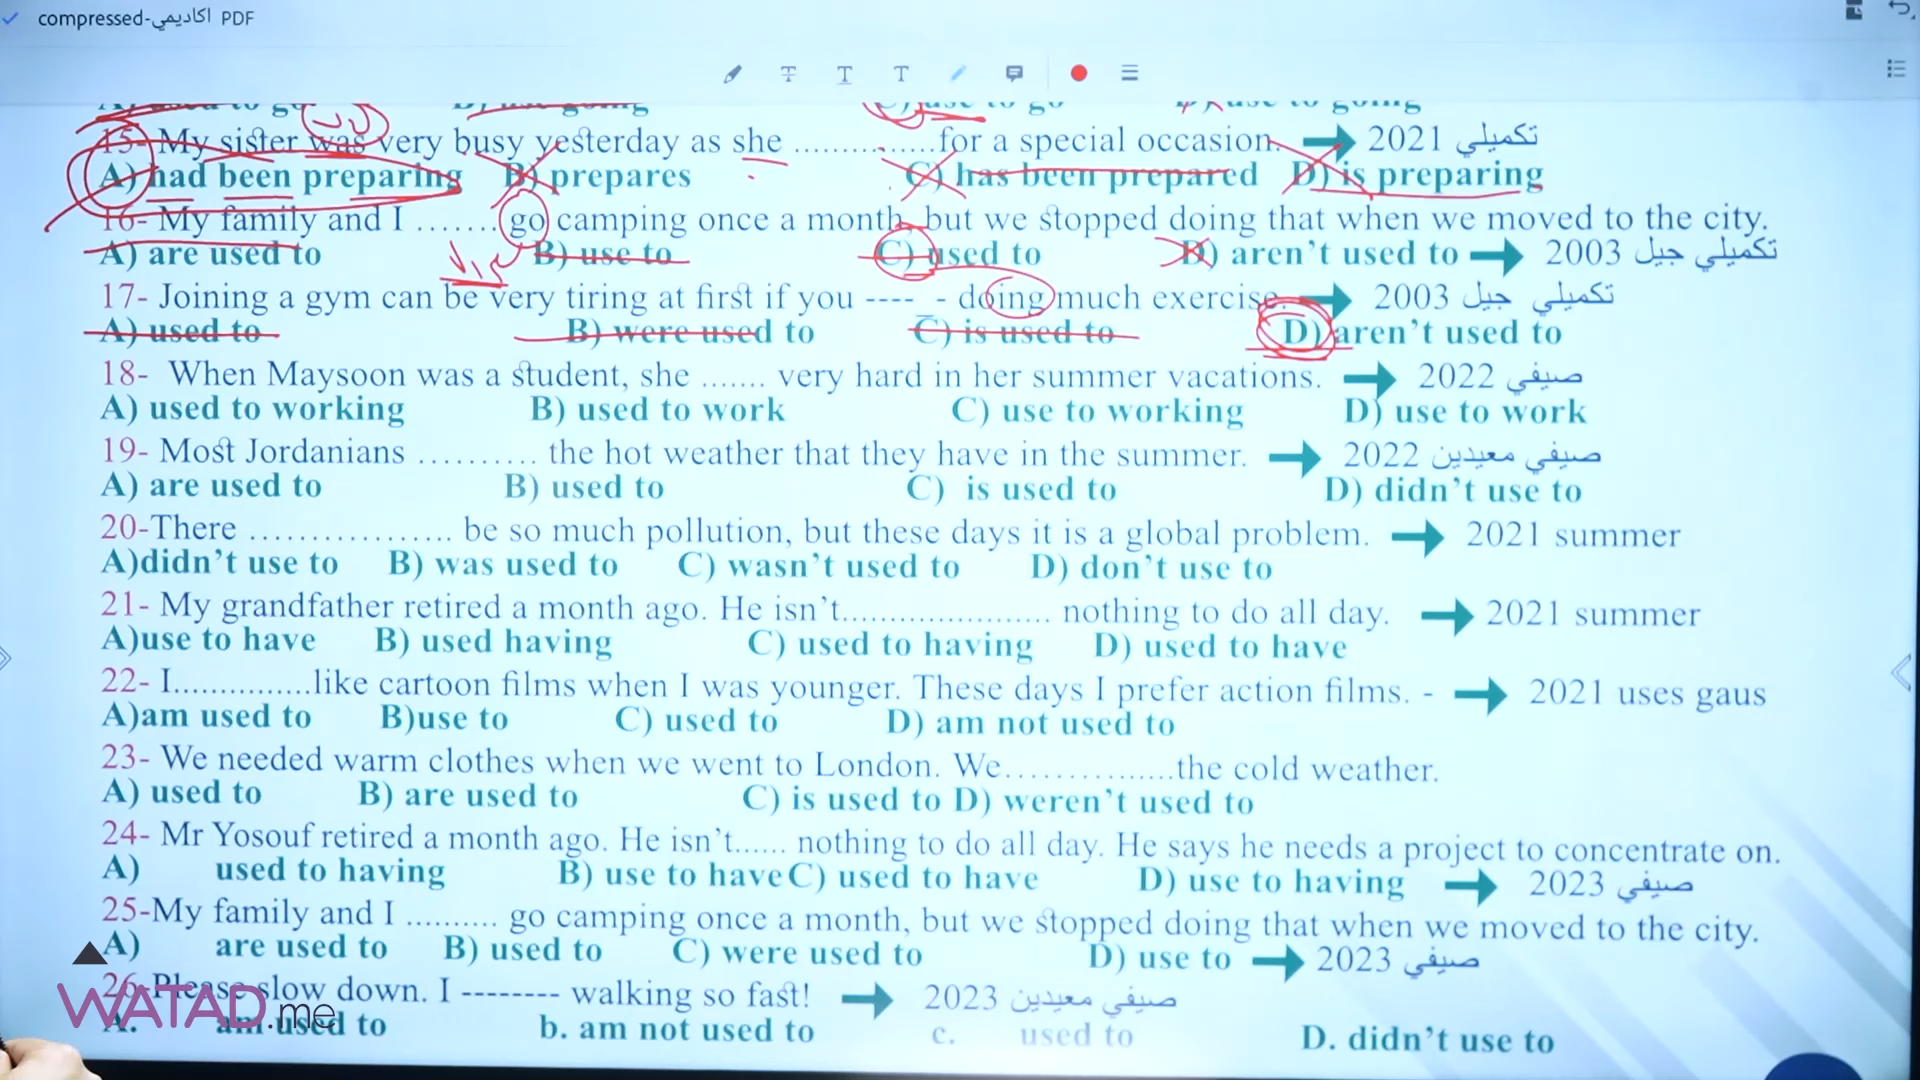 compressed-اكاديمي PDF
A) used to go B) use going C) use to go D) use to going
15- My sister was very busy yesterday as she ..............for a special occasion. 2021 تكميلي
A) had been preparing B) prepares C) has been prepared D) is preparing
16- My family and I ....... go camping once a month, but we stopped doing that when we moved to the city.
A) are used to B) use to C) used to D) aren't used to 2003 تكميلي جيل
17- Joining a gym can be very tiring at first if you ---- - doing much exercise. 2003 تكميلي جيل
A) used to B) were used to C) is used to D) aren't used to
18- When Maysoon was a student, she ....... very hard in her summer vacations. 2022 صيفي
A) used to working B) used to work C) use to working D) use to work
19- Most Jordanians .......... the hot weather that they have in the summer. 2022 صيفي معيدين
A) are used to B) used to C) is used to D) didn't use to
20-There ................. be so much pollution, but these days it is a global problem. 2021 summer
A)didn't use to B) was used to C) wasn't used to D) don't use to
21- My grandfather retired a month ago. He isn't..................... nothing to do all day. 2021 summer
A)use to have B) used having C) used to having D) used to have
22- I..............like cartoon films when I was younger. These days I prefer action films. - 2021 uses gaus
A)am used to B)use to C) used to D) am not used to
23- We needed warm clothes when we went to London. We...............the cold weather.
A) used to B) are used to C) is used to D) weren't used to
24- Mr Yosouf retired a month ago. He isn't...... nothing to do all day. He says he needs a project to concentrate on.
A) used to having B) use to have C) used to have D) use to having 2023 صيفي
25-My family and I .......... go camping once a month, but we stopped doing that when we moved to the city.
A) are used to B) used to C) were used to D) use to 2023 صيفي
26-Please slow down. I -------- walking so fast! 2023 صيفي معيدين
A. am used to b. am not used to c. used to D. didn't use to
WATAD.me